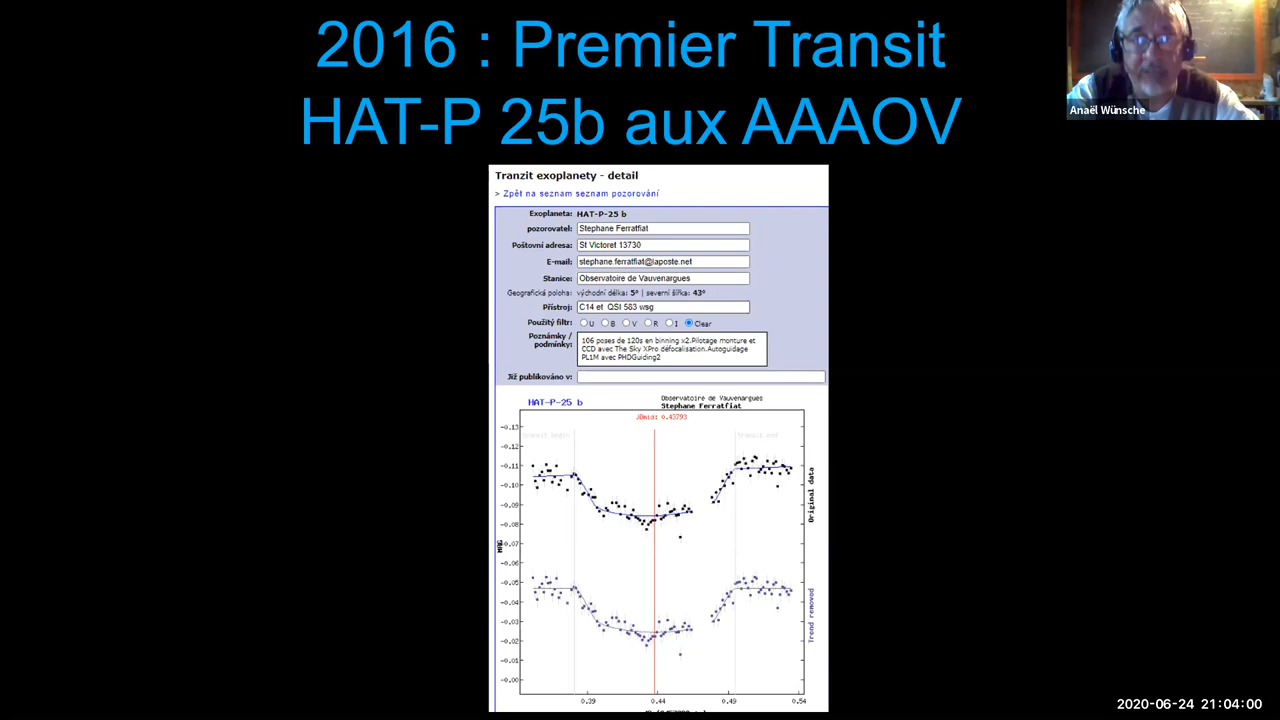 2016 : Premier Transit
HAT-P 25b aux AAAOV
Anaël Wünsche
Tranzit exoplanety - detail
> Zpět na seznam seznam pozorování
Exoplaneta: HAT-P-25 b
pozorovatel: Stephane Ferratfiat
Poštovní adresa: St Victoret 13730
E-mail: stephane.ferratfiat@laposte.net
Stanice: Observatoire de Vauvenargues
Geografická poloha: východní délka: 5° | severní šířka: 43°
Přístroj: C14 et QSI 583 wsg
Použitý filtr: U B V R I Clear
Poznámky / podmínky:
106 poses de 120s en binning x2.Pilotage monture et
CCD avec The Sky XPro défocalisation.Autoguidage
PL1M avec PHDGuiding2
Již publikováno v:
HAT-P-25 b
Observatoire de Vauvenargues
Stephane Ferratfiat
JDmid: 0.43793
transit begin
transit end
-0.13
-0.12
-0.11
-0.10
-0.09
-0.08
-0.07
-0.06
-0.05
-0.04
-0.03
-0.02
-0.01
-0.00
MAG
Original data
Trend removed
0.39 0.44 0.49 0.54
2020-06-24 21:04:00